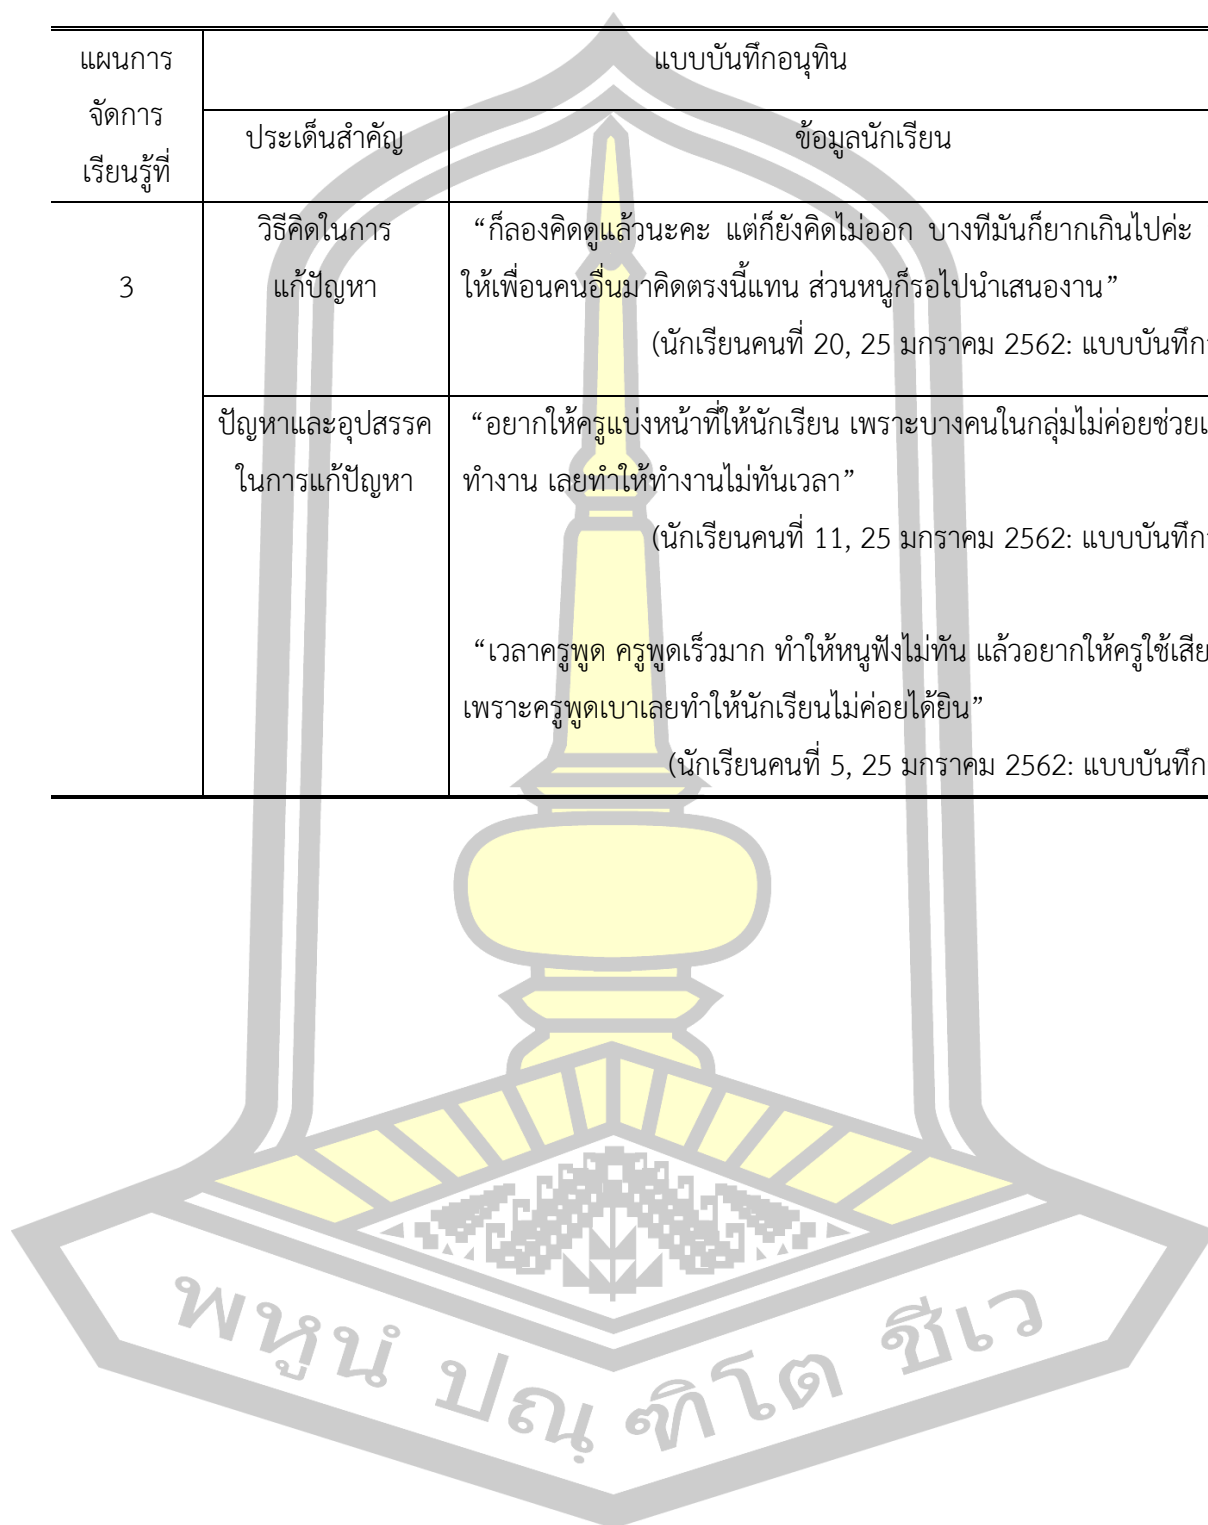 แผนการ
จัดการ
เรียนรู้ที่
แบบบันทึกอนุทิน
ประเด็นสำคัญ
ข้อมูลนักเรียน
3
วิธีคิดในการ
แก้ปัญหา
“ก็ลองคิดดูแล้วนะคะ แต่ก็ยังคิดไม่ออก บางทีมันก็ยากเกินไปค่ะ
ให้เพื่อนคนอื่นมาคิดตรงนี้แทน ส่วนหนูก็รอไปนำเสนองาน”
(นักเรียนคนที่ 20, 25 มกราคม 2562: แบบบันทึก
ปัญหาและอุปสรรค
ในการแก้ปัญหา
“อยากให้ครูแบ่งหน้าที่ให้นักเรียน เพราะบางคนในกลุ่มไม่ค่อยช่วย
ทำงาน เลยทำให้ทำงานไม่ทันเวลา”
(นักเรียนคนที่ 11, 25 มกราคม 2562: แบบบันทึก
“เวลาครูพูด ครูพูดเร็วมาก ทำให้หนูฟังไม่ทัน แล้วอยากให้ครูใช้
เพราะครูพูดเบาเลยทำให้นักเรียนไม่ค่อยได้ยิน”
(นักเรียนคนที่ 5, 25 มกราคม 2562: แบบบันทึก
พหูนํ ปณฺฑิโต ชีเว